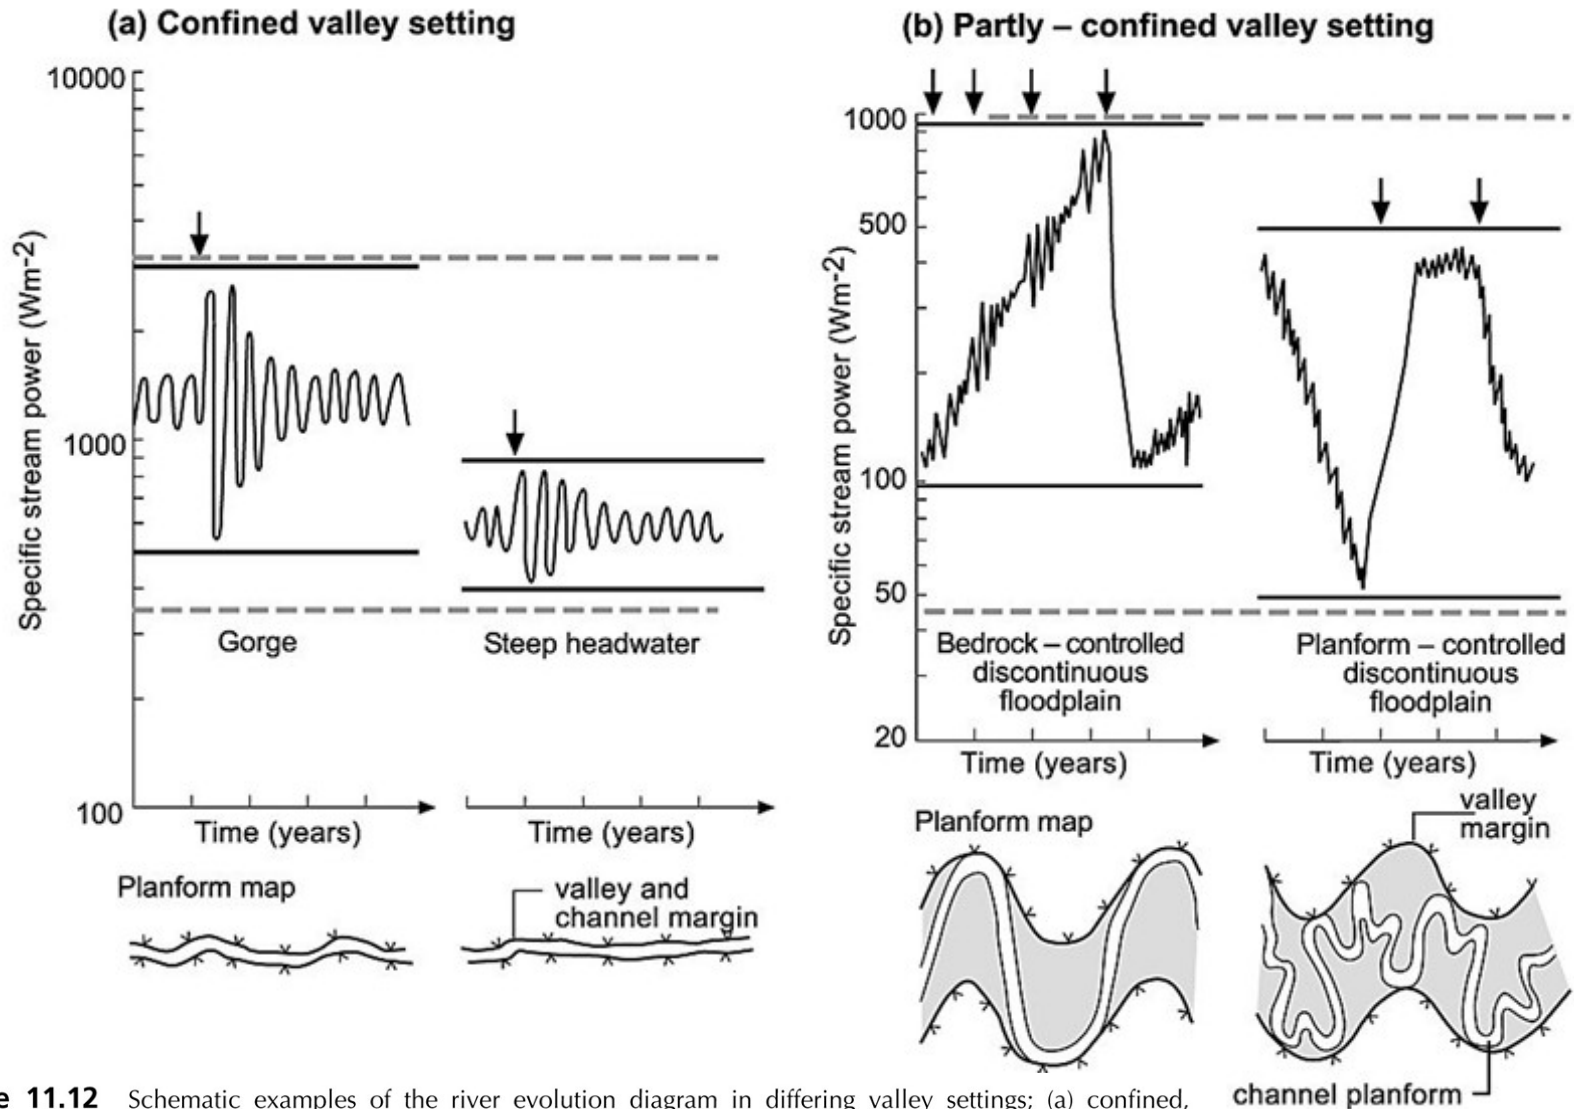 (a) Confined valley setting
10000
1000
100
Specific stream power (Wm-2)
Gorge
Steep headwater
Time (years)
Time (years)
Planform map
valley and
channel margin
(b) Partly – confined valley setting
1000
500
100
50
20
Specific stream power (Wm-2)
Bedrock – controlled
discontinuous
floodplain
Planform – controlled
discontinuous
floodplain
Time (years)
Time (years)
Planform map
valley
margin
channel planform
e 11.12 Schematic examples of the river evolution diagram in differing valley settings; (a) confined,